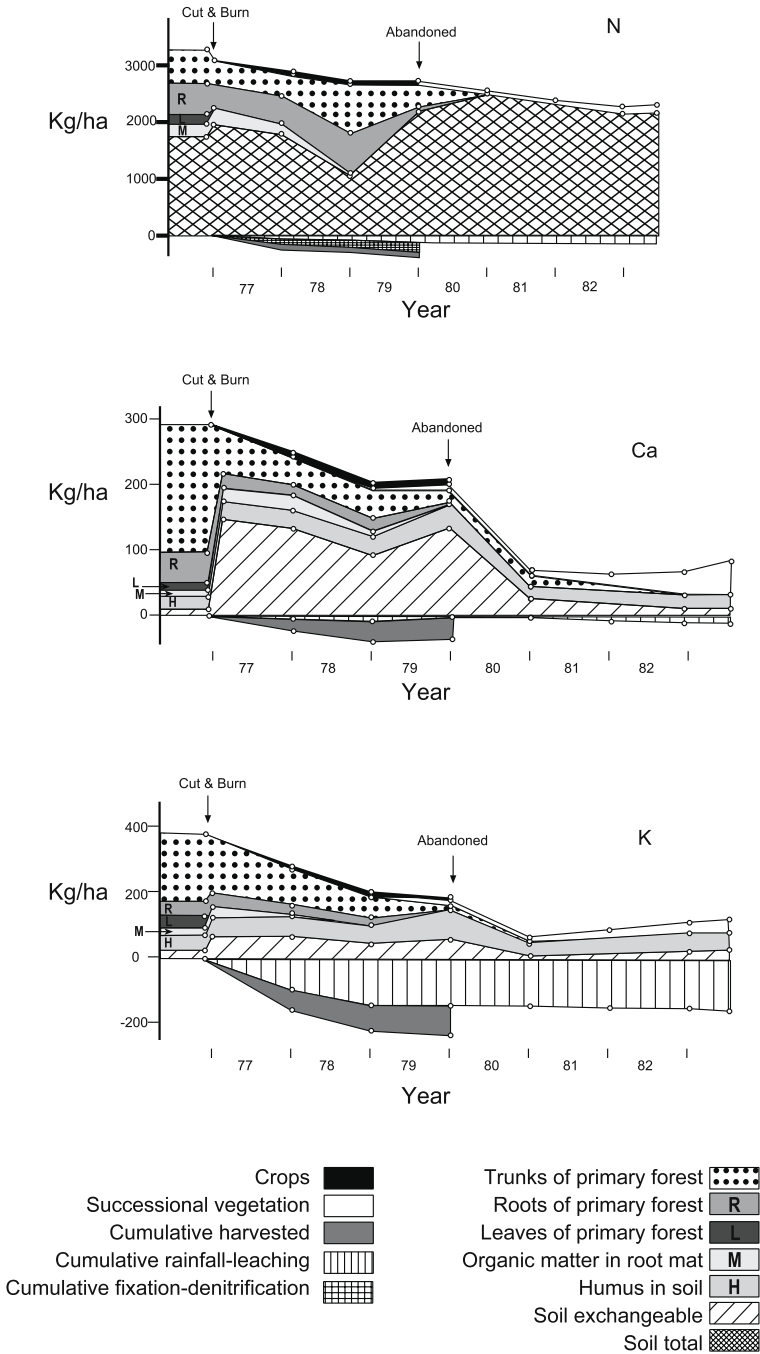 Cut & Burn
N
Abandoned
3000
R
L
2000
M
Kg/ha
1000
0
77 78 79 80 81 82
Year
Cut & Burn
300
Abandoned
Ca
200
Kg/ha
100
R
L
M
H
0
77 78 79 80 81 82
Year
Cut & Burn
400
Abandoned
K
200
Kg/ha
R
L
M
H
0
-200
77 78 79 80 81 82
Year
Crops
Successional vegetation
Cumulative harvested
Cumulative rainfall-leaching
Cumulative fixation-denitrification
Trunks of primary forest
Roots of primary forest R
Leaves of primary forest L
Organic matter in root mat M
Humus in soil H
Soil exchangeable
Soil total